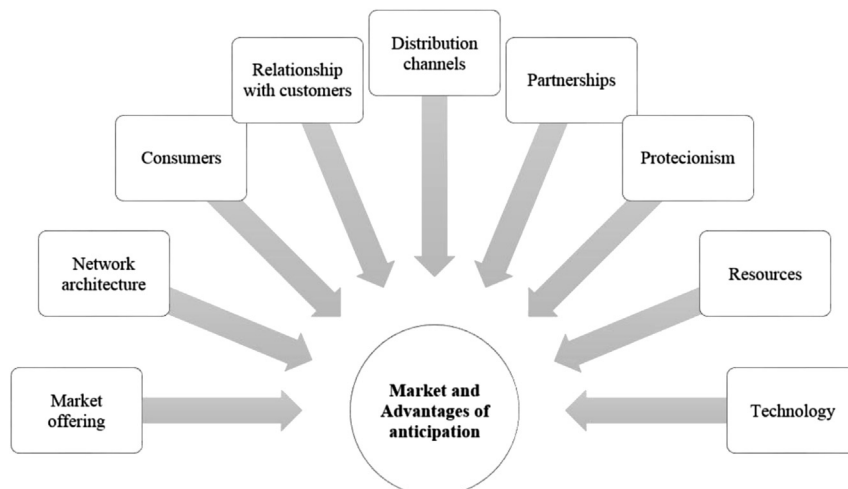 Distribution
channels
Relationship
with customers
Partnerships
Consumers
Protecionism
Network
architecture
Resources
Market
offering
Market and
Advantages of
anticipation
Technology